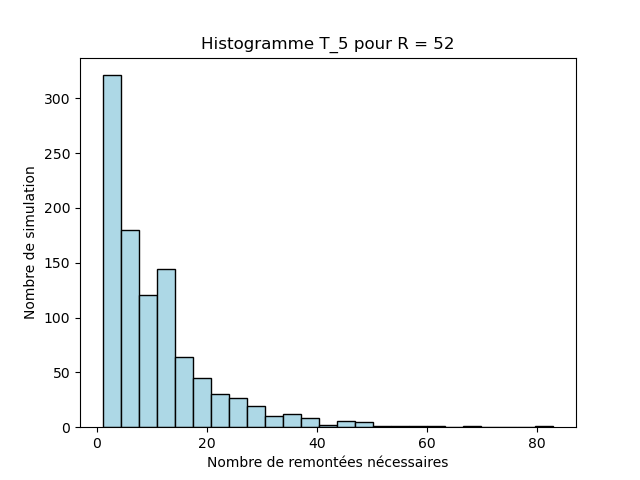 Histogramme T_5 pour R = 52
Nombre de simulation
300
250
200
150
100
50
0
0 20 40 60 80
Nombre de remontées nécessaires